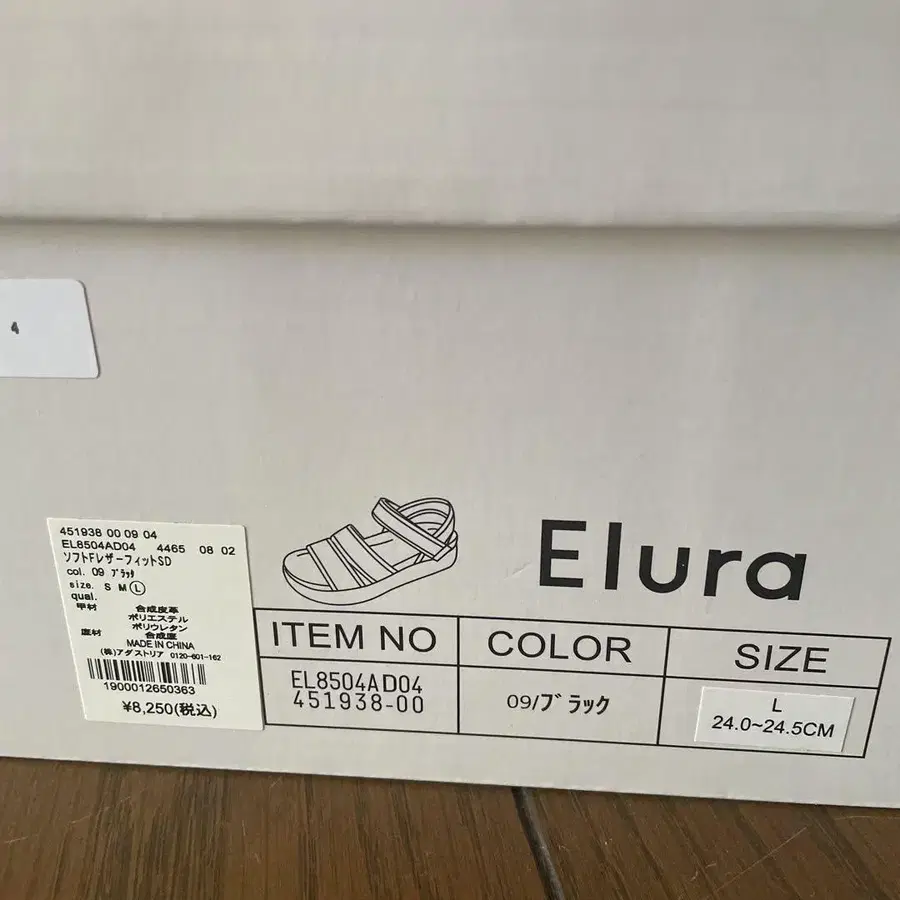 4
451938 00 09 04
EL8504AD04 4465 08 02
ソフトFレザーフィットSD
col. 09 ブラック
size. S M L
qual.
甲材 合成皮革
ポリエステル
ポリウレタン
底材 合成底
MADE IN CHINA
(株)アダストリア 0120-601-162
1900012650363
¥8,250(税込)
Elura
ITEM NO COLOR SIZE
EL8504AD04
451938-00
09/ブラック
L
24.0~24.5CM